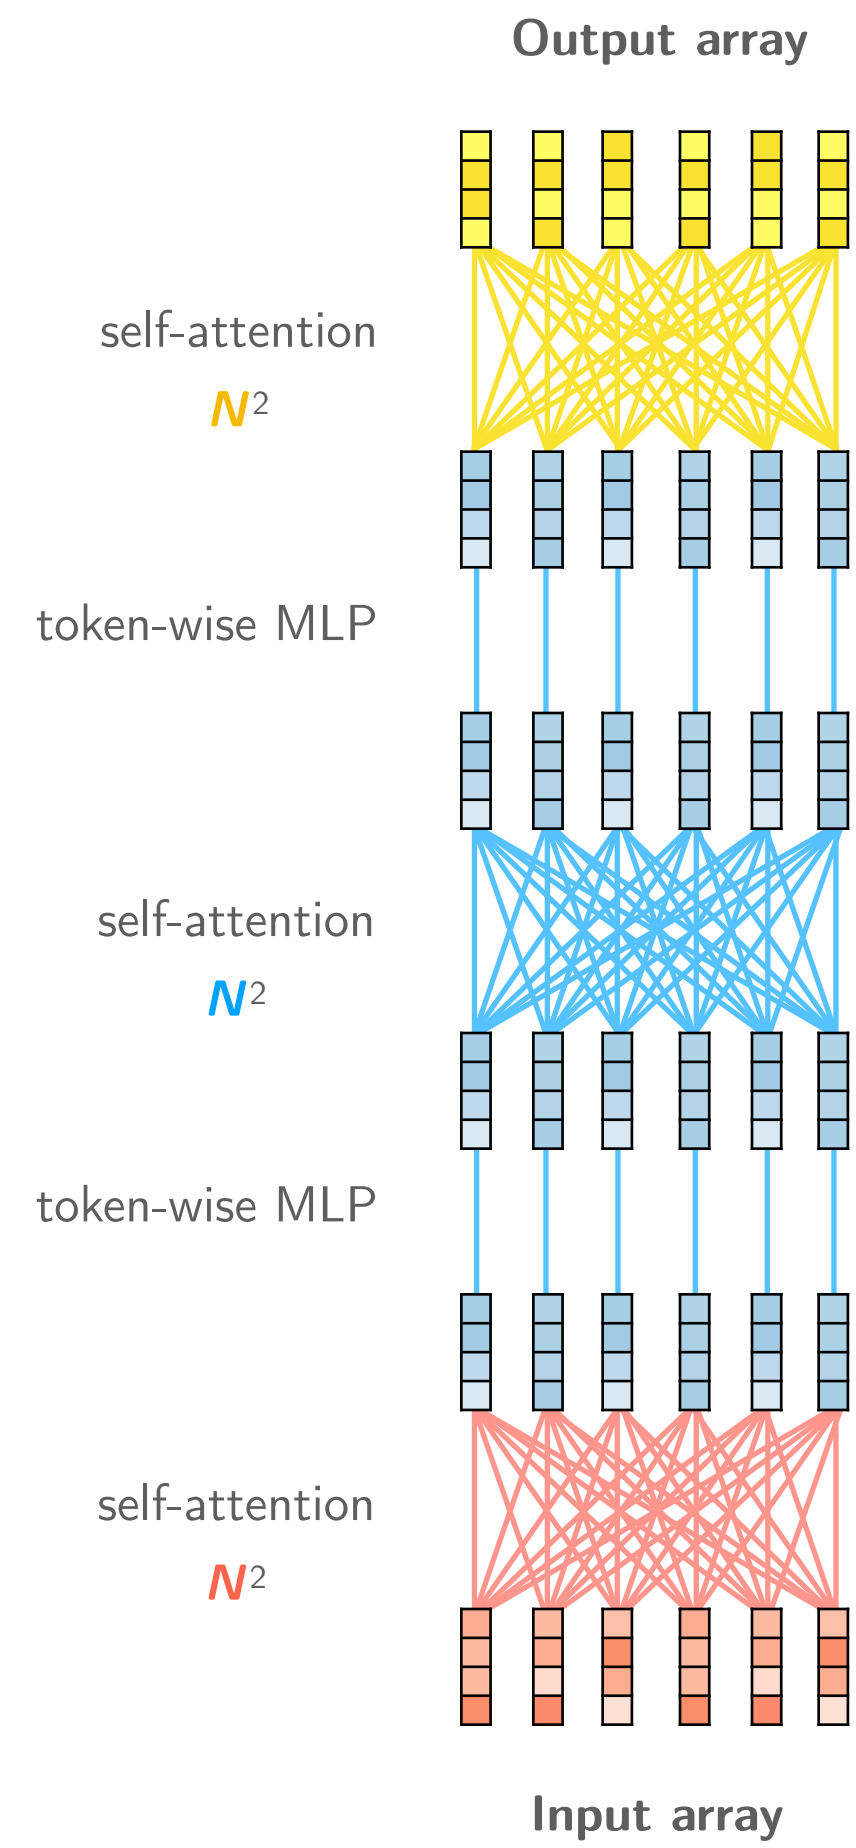 Output array
self-attention
N²
token-wise MLP
self-attention
N²
token-wise MLP
self-attention
N²
Input array